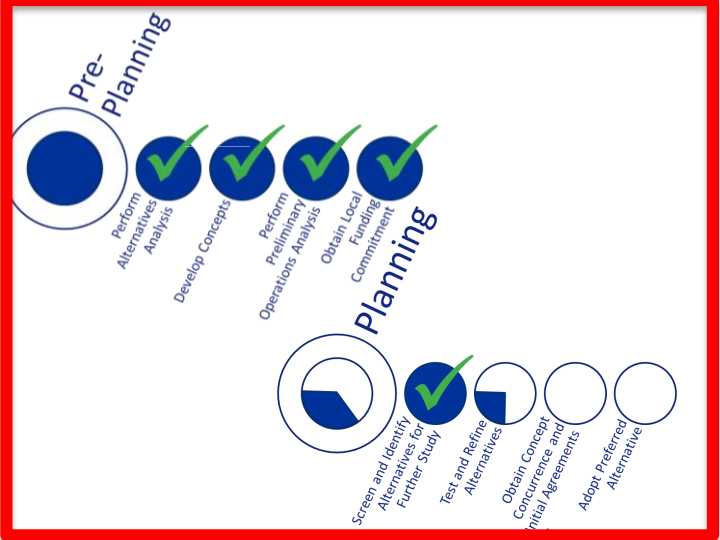 Pre-
Planning
Perform
Alternatives
Analysis
Develop Concepts
Perform
Preliminary
Operations Analysis
Obtain Local
Funding
Commitment
Planning
Screen and Identify
Alternatives for
Further Study
Test and Refine
Alternatives
Obtain Concept
Concurrence and
Initial Agreements
Adopt Preferred
Alternative